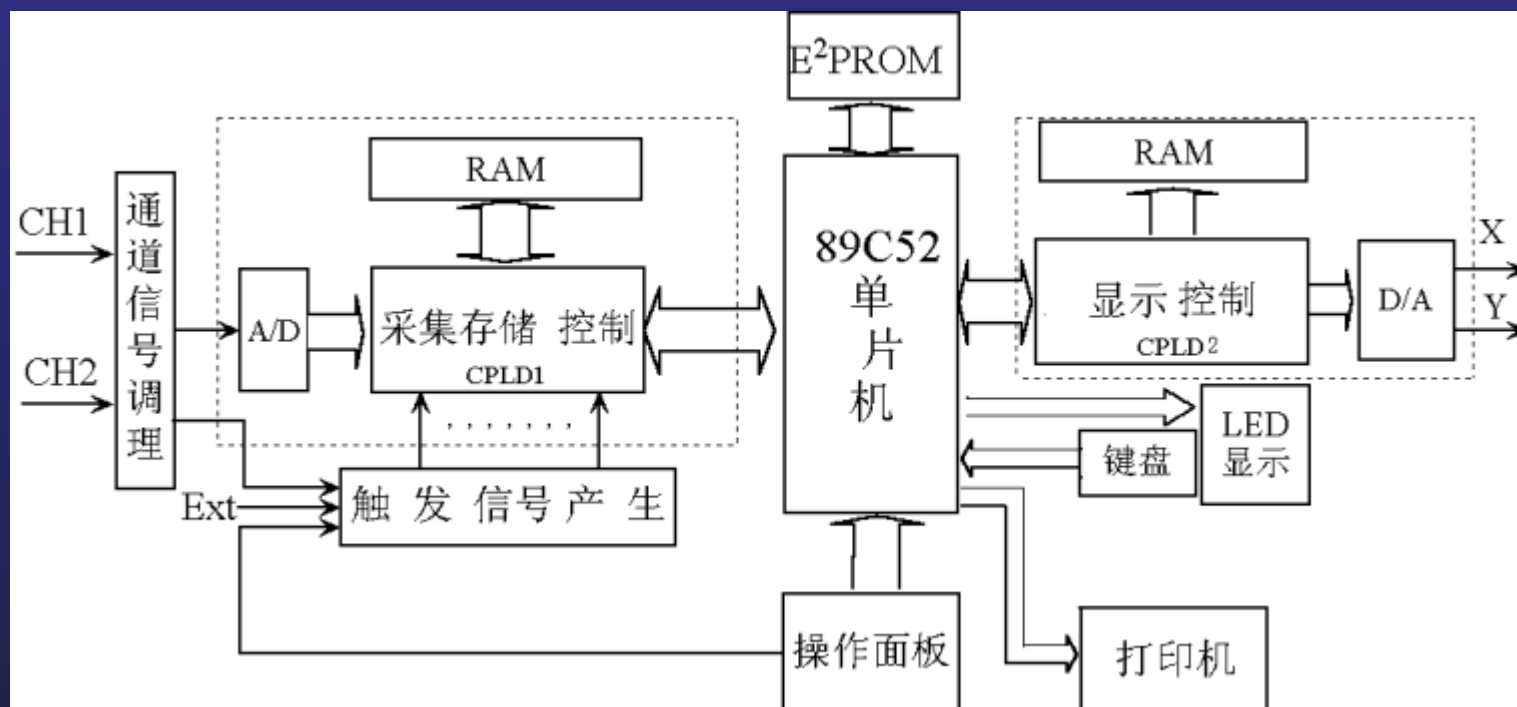 E²PROM
RAM
RAM
CH1
CH2
通道信号调理
A/D
采集存储 控制
CPLD1
89C52
单片机
显示控制
CPLD2
D/A
X
Y
LED
显示
键盘
Ext
触发信号产生
操作面板
打印机